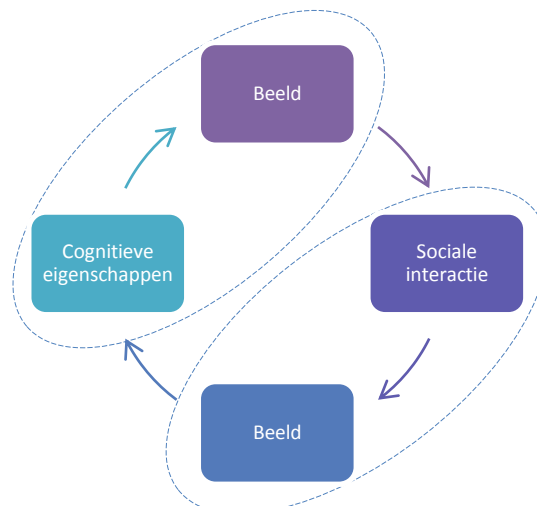 Beeld
Cognitieve
eigenschappen
Sociale
interactie
Beeld